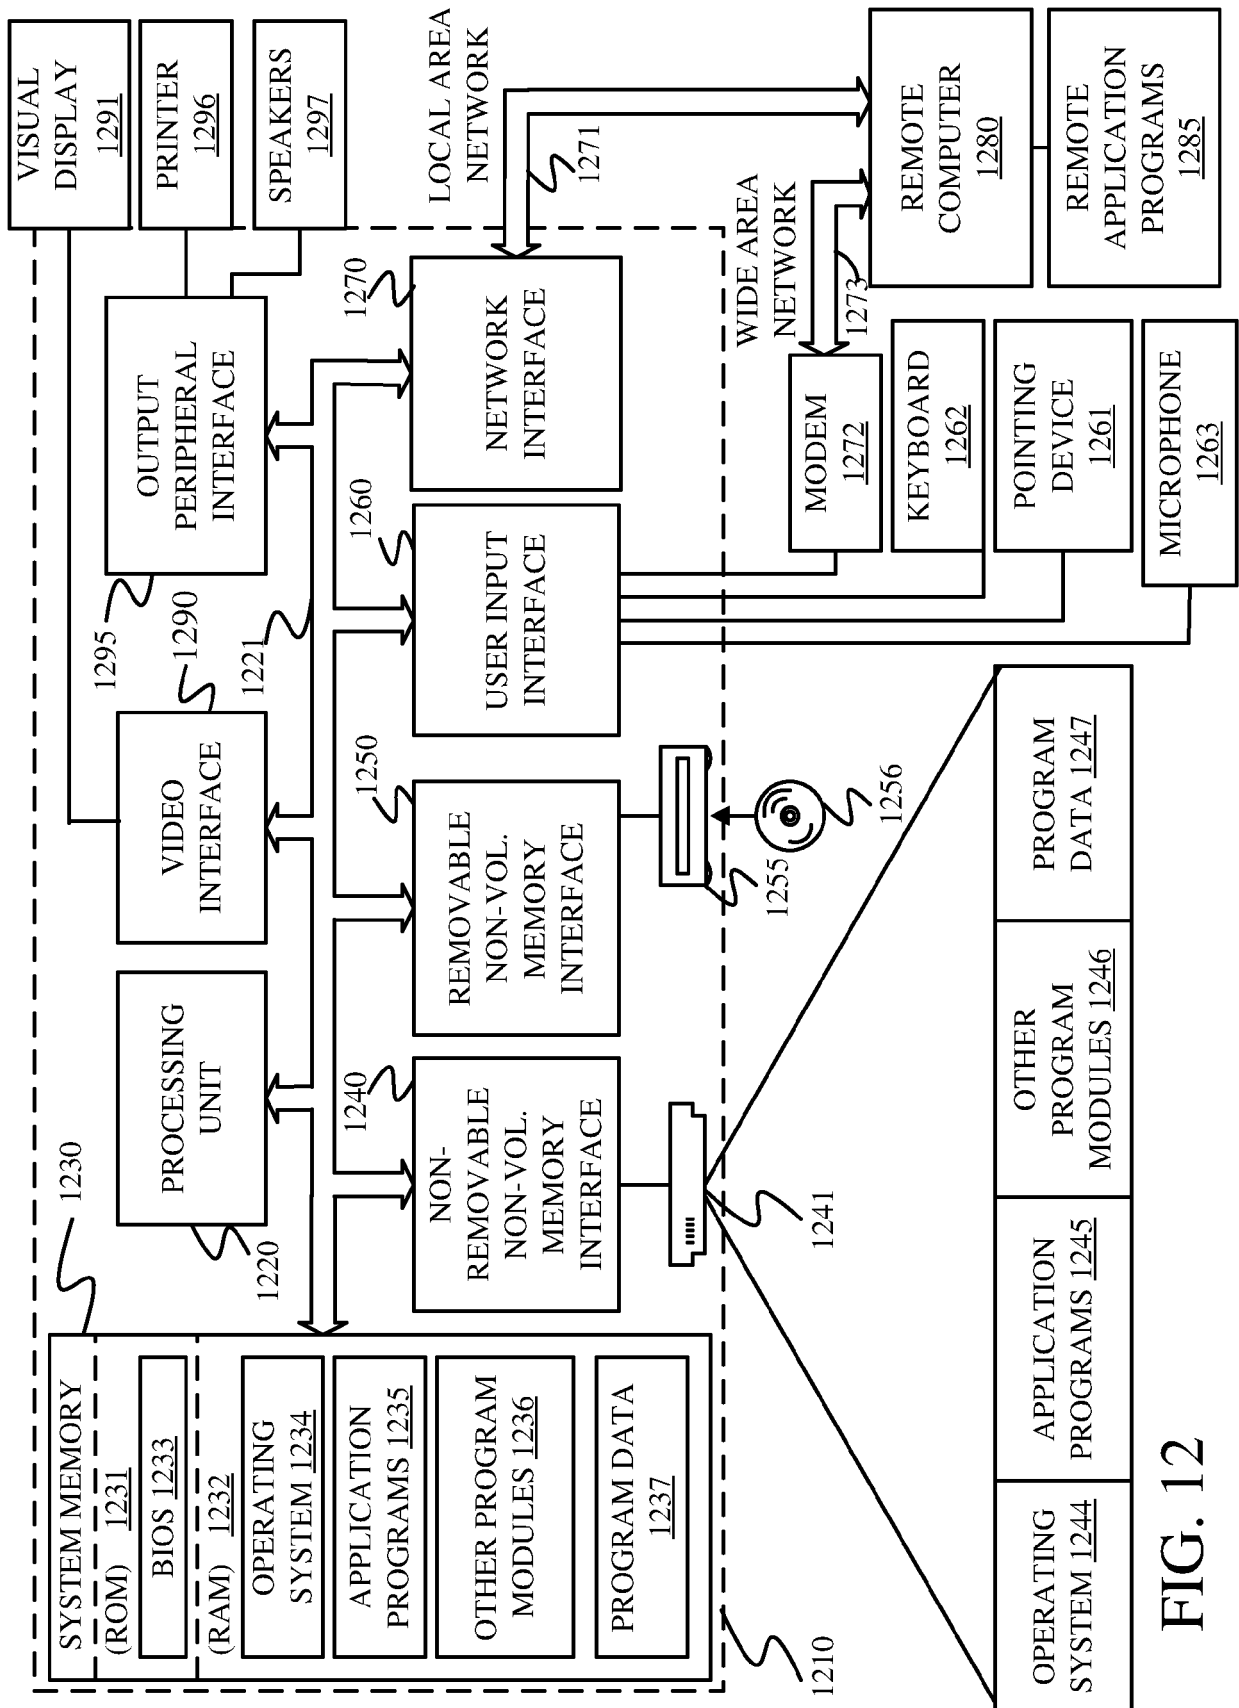 SYSTEM MEMORY
(ROM) 1231
BIOS 1233
(RAM) 1232
OPERATING
SYSTEM 1234
APPLICATION
PROGRAMS 1235
OTHER PROGRAM
MODULES 1236
PROGRAM DATA
1237
1210
1230
1220
PROCESSING
UNIT
VIDEO
INTERFACE
1290
1221
1295
OUTPUT
PERIPHERAL
INTERFACE
VISUAL
DISPLAY
1291
PRINTER
1296
SPEAKERS
1297
1240
NON-
REMOVABLE
NON-VOL.
MEMORY
INTERFACE
1250
REMOVABLE
NON-VOL.
MEMORY
INTERFACE
1260
USER INPUT
INTERFACE
1270
NETWORK
INTERFACE
LOCAL AREA
NETWORK
1271
WIDE AREA
NETWORK
1273
1241
1255
1256
MODEM
1272
KEYBOARD
1262
POINTING
DEVICE
1261
MICROPHONE
1263
REMOTE
COMPUTER
1280
REMOTE
APPLICATION
PROGRAMS
1285
OPERATING
SYSTEM 1244
APPLICATION
PROGRAMS 1245
OTHER
PROGRAM
MODULES 1246
PROGRAM
DATA 1247
FIG. 12